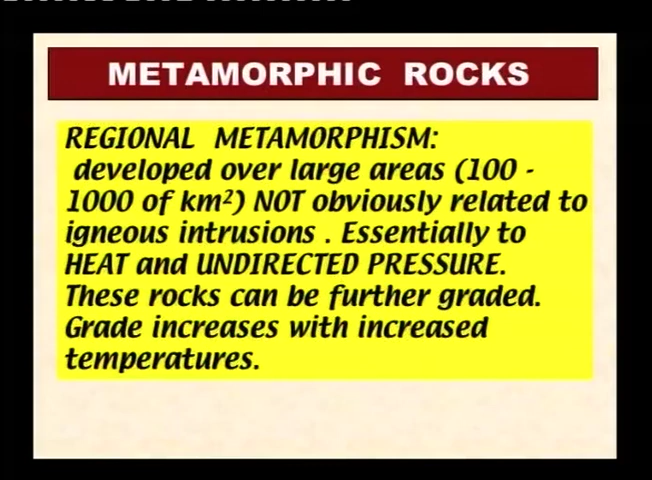 METAMORPHIC ROCKS
REGIONAL METAMORPHISM:
developed over large areas (100 -
1000 of km²) NOT obviously related to
igneous intrusions . Essentially to
HEAT and UNDIRECTED PRESSURE.
These rocks can be further graded.
Grade increases with increased
temperatures.